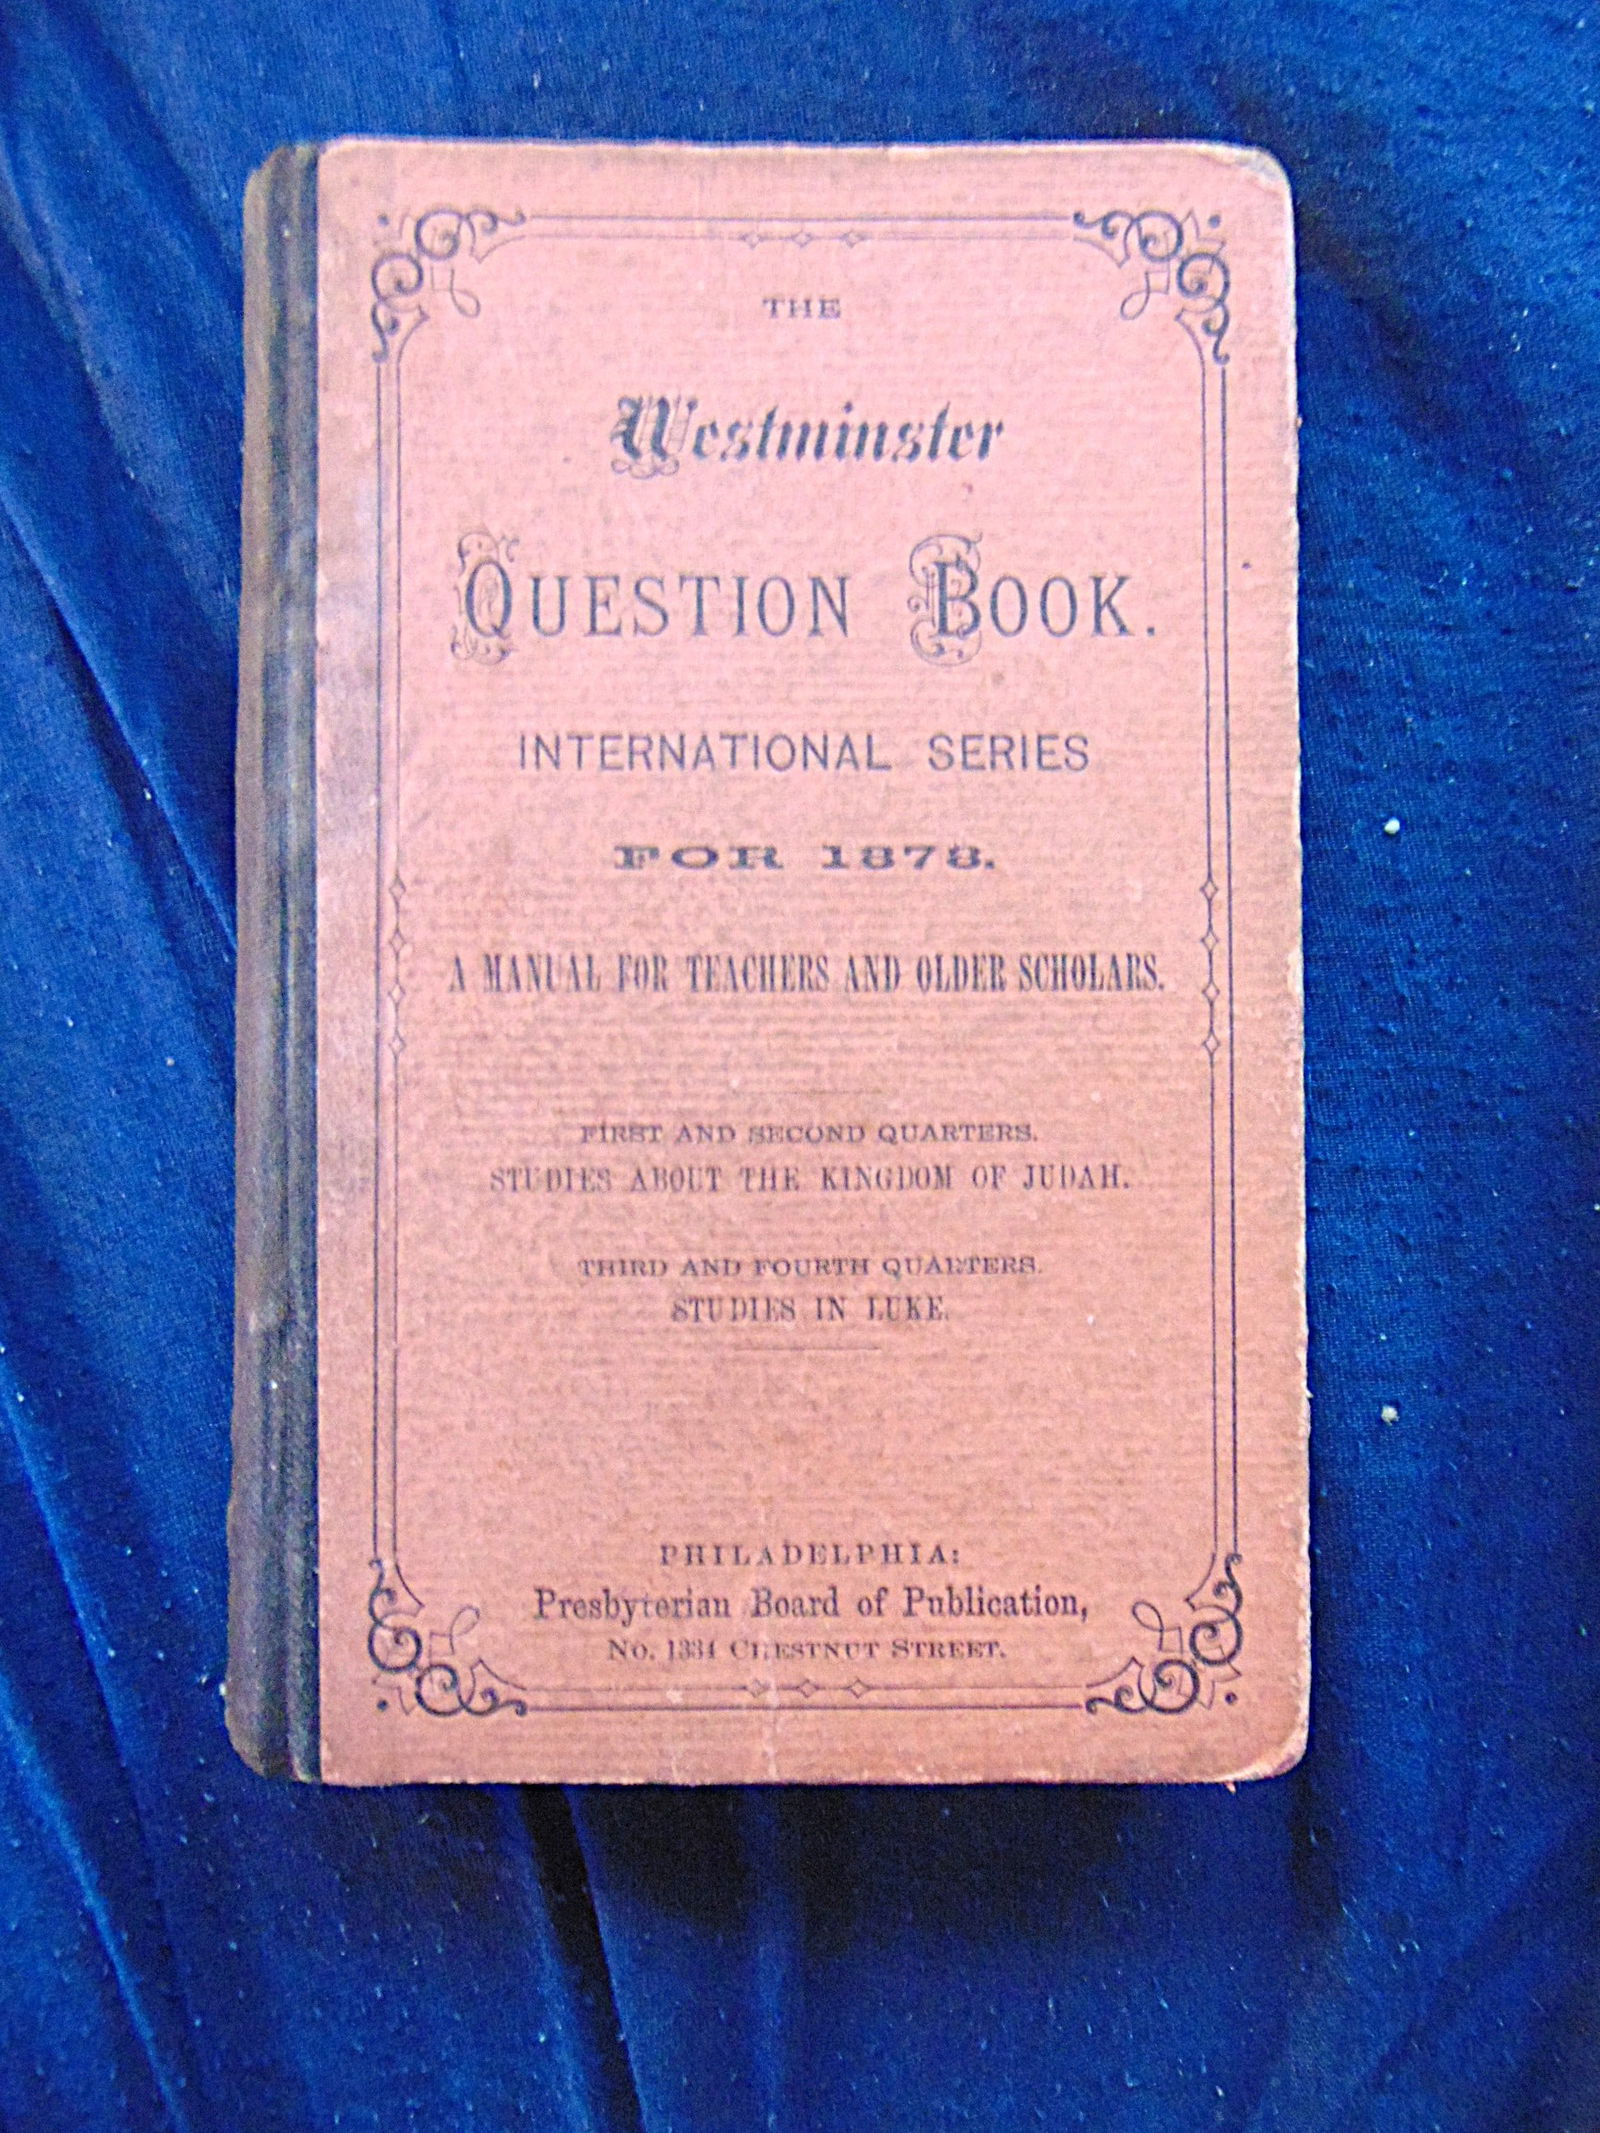 THE
Westminster
QUESTION BOOK.
INTERNATIONAL SERIES
FOR 1878.
A MANUAL FOR TEACHERS AND OLDER SCHOLARS.
FIRST AND SECOND QUARTERS.
STUDIES ABOUT THE KINGDOM OF JUDAH.
THIRD AND FOURTH QUARTERS.
STUDIES IN LUKE.
PHILADELPHIA:
Presbyterian Board of Publication,
No. 1334 CHESTNUT STREET.